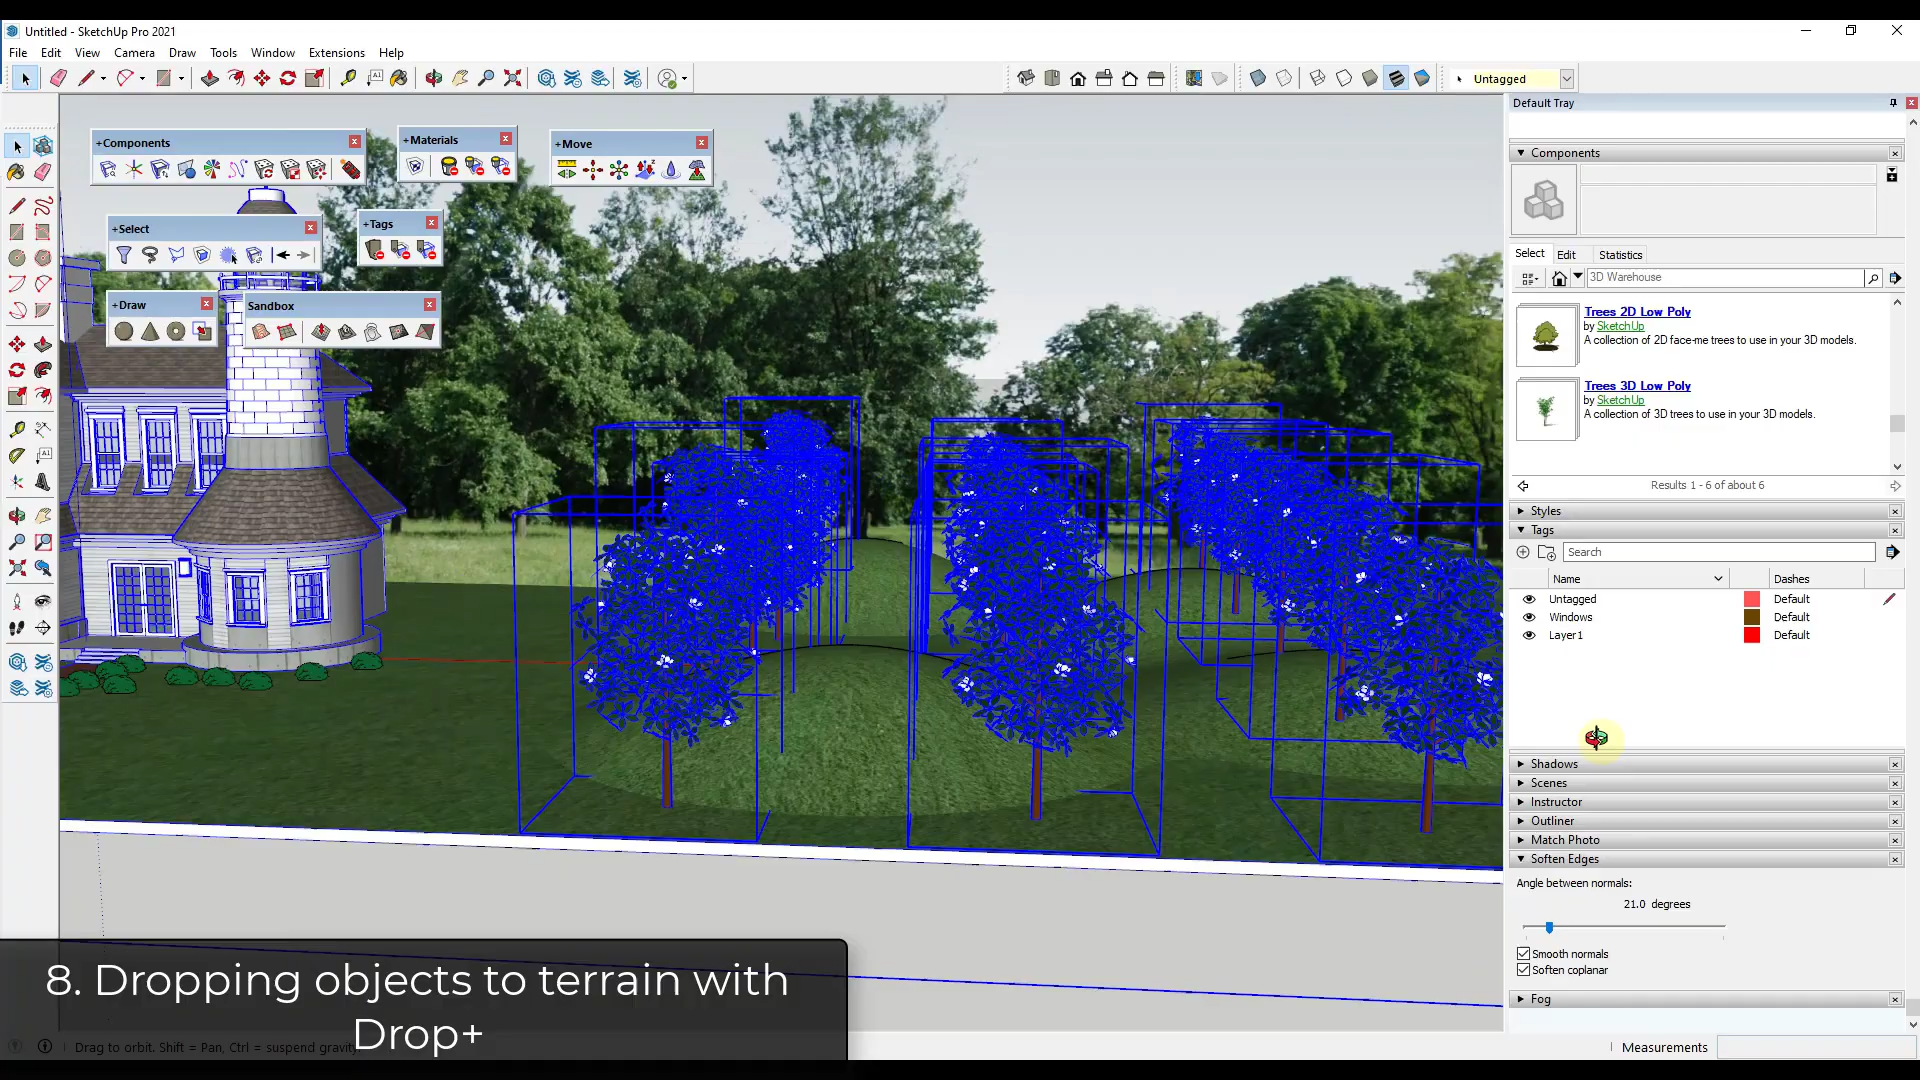 Untitled - SketchUp Pro 2021
File Edit View Camera Draw Tools Window Extensions Help
Untagged
Default Tray
+Components
+Materials
+Move
+Select
+Tags
+Draw
Sandbox
Components
Select Edit Statistics
3D Warehouse
Trees 2D Low Poly
by SketchUp
A collection of 2D face-me trees to use in your 3D models.
Trees 3D Low Poly
by SketchUp
A collection of 3D trees to use in your 3D models.
Results 1 - 6 of about 6
Styles
Tags
Search
Name Dashes
Untagged Default
Windows Default
Layer1 Default
Shadows
Scenes
Instructor
Outliner
Match Photo
Soften Edges
Angle between normals:
21.0 degrees
Smooth normals
Soften coplanar
Fog
8. Dropping objects to terrain with
Drop+
Drag to orbit. Shift = Pan, Ctrl = suspend gravity.
Measurements